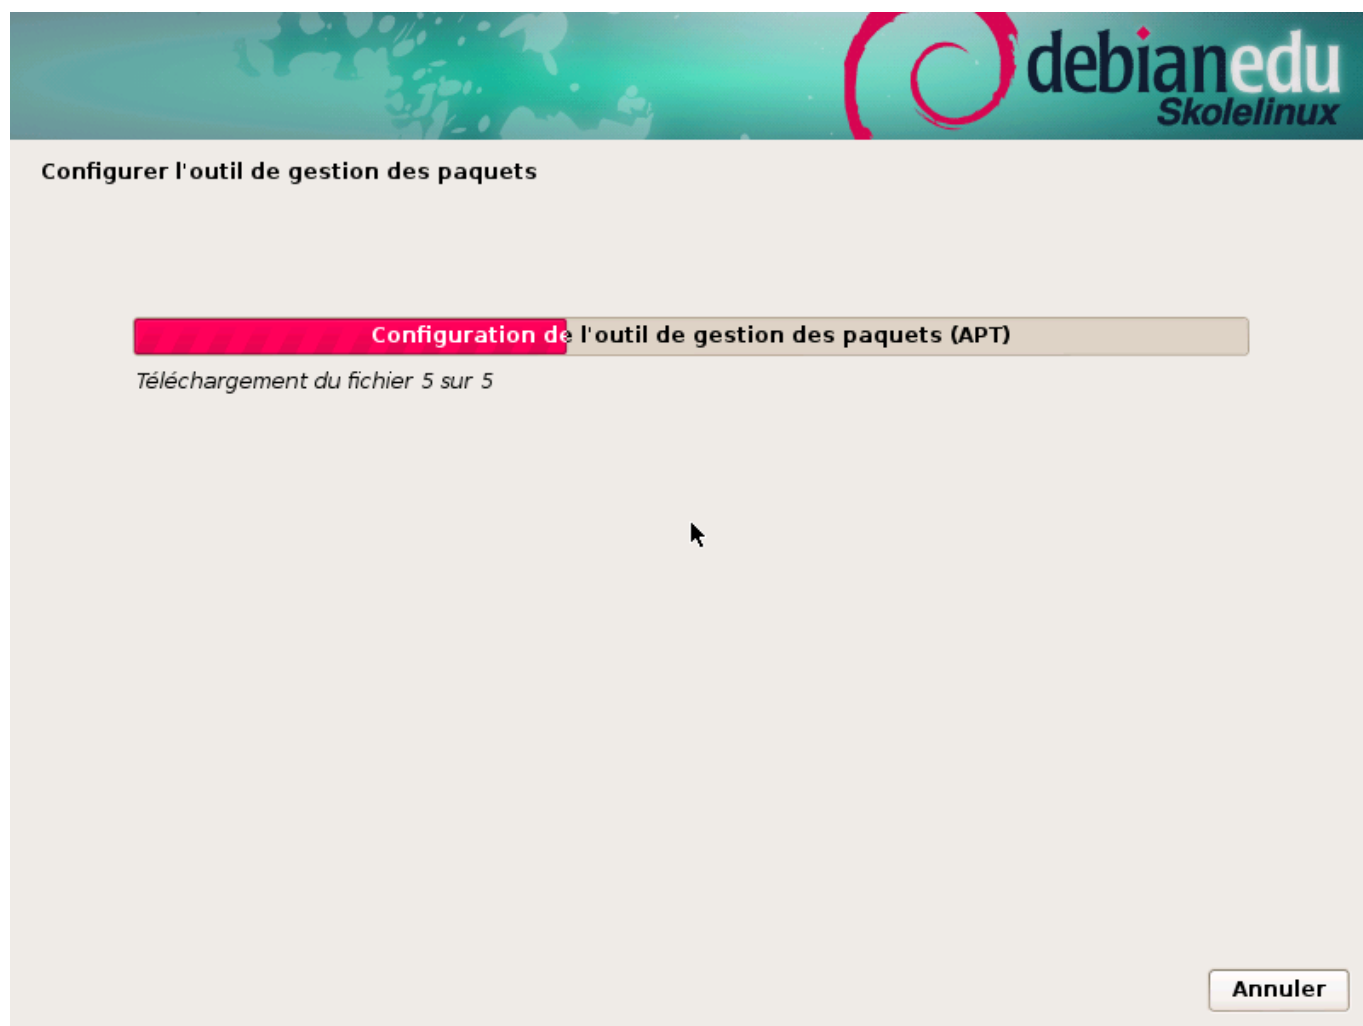 debianedu
Skolelinux
Configurer l'outil de gestion des paquets
Configuration de l'outil de gestion des paquets (APT)
Téléchargement du fichier 5 sur 5
Annuler